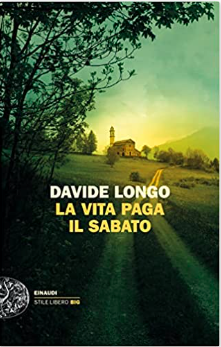 DAVIDE LONGO
LA VITA PAGA
IL SABATO
EINAUDI
STILE LIBERO BIG